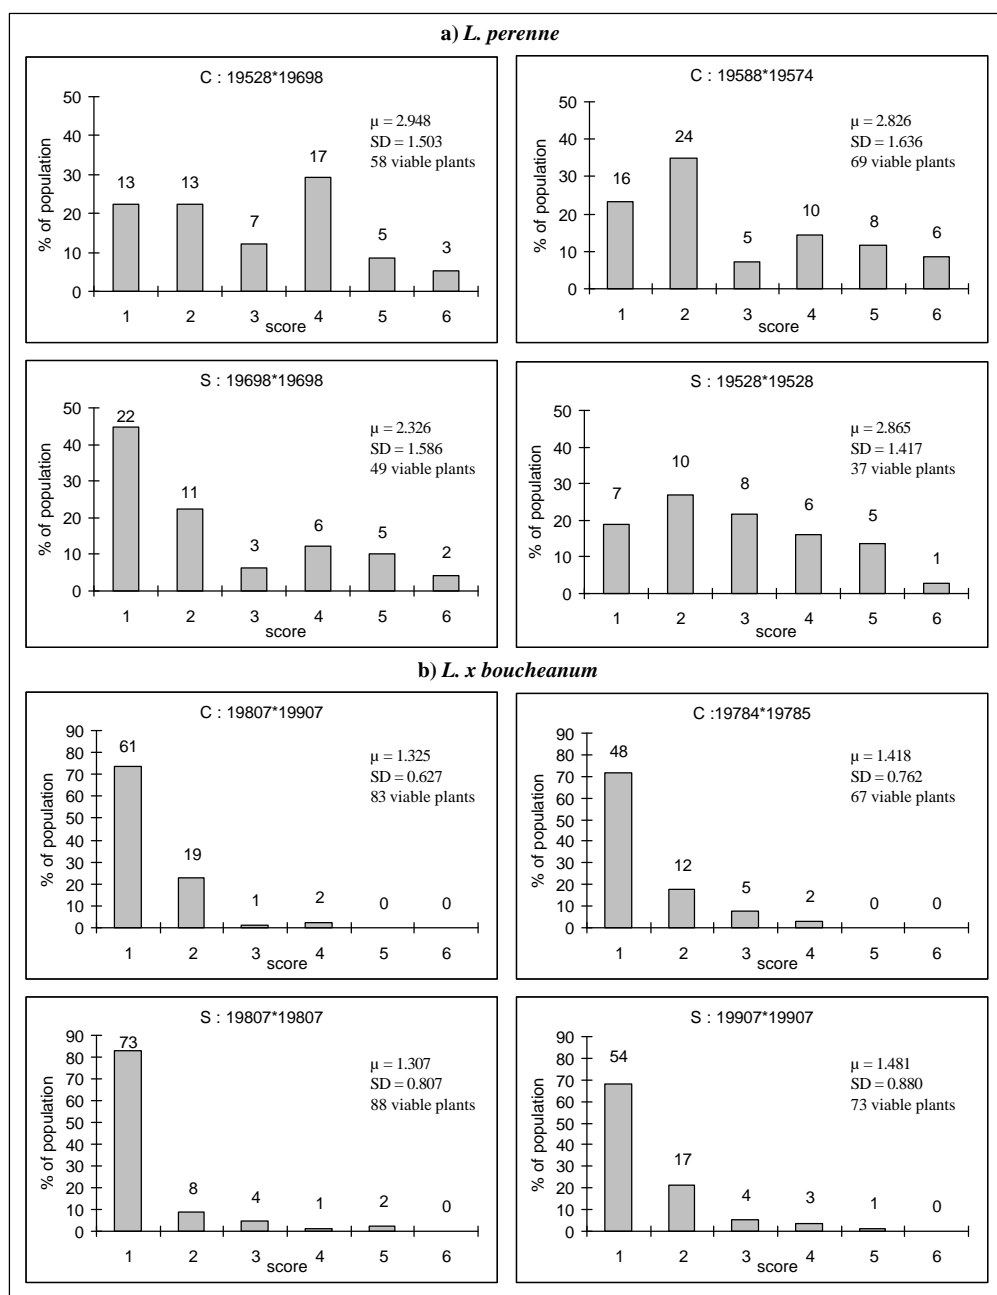 a) L. perenne
C : 19528*19698
% of population
50
40
30
20
10
0
µ = 2.948
SD = 1.503
58 viable plants
13 13 7 17 5 3
1 2 3 4 5 6
score
C : 19588*19574
% of population
50
40
30
20
10
0
µ = 2.826
SD = 1.636
69 viable plants
16 24 5 10 8 6
1 2 3 4 5 6
score
S : 19698*19698
% of population
50
40
30
20
10
0
µ = 2.326
SD = 1.586
49 viable plants
22 11 3 6 5 2
1 2 3 4 5 6
score
S : 19528*19528
% of population
50
40
30
20
10
0
µ = 2.865
SD = 1.417
37 viable plants
7 10 8 6 5 1
1 2 3 4 5 6
score
b) L. x boucheanum
C : 19807*19907
% of population
90
80
70
60
50
40
30
20
10
0
µ = 1.325
SD = 0.627
83 viable plants
61 19 1 2 0 0
1 2 3 4 5 6
score
C :19784*19785
% of population
90
80
70
60
50
40
30
20
10
0
µ = 1.418
SD = 0.762
67 viable plants
48 12 5 2 0 0
1 2 3 4 5 6
score
S : 19807*19807
% of population
90
80
70
60
50
40
30
20
10
0
µ = 1.307
SD = 0.807
88 viable plants
73 8 4 1 2 0
1 2 3 4 5 6
score
S : 19907*19907
% of population
90
80
70
60
50
40
30
20
10
0
µ = 1.481
SD = 0.880
73 viable plants
54 17 4 3 1 0
1 2 3 4 5 6
score